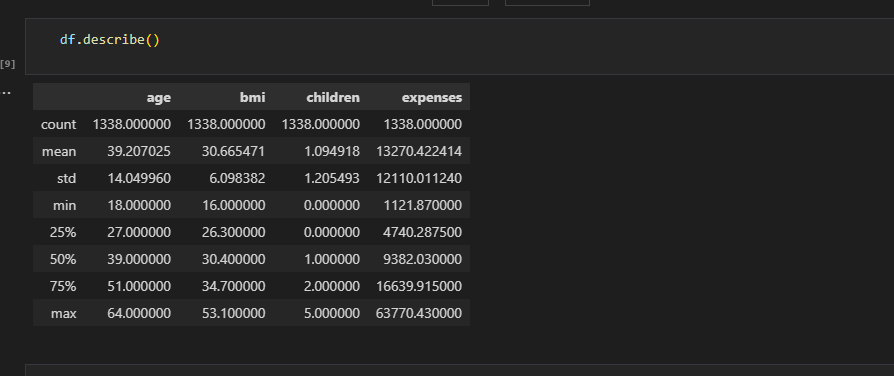 df.describe()
[9]
...
age bmi children expenses
count 1338.000000 1338.000000 1338.000000 1338.000000
mean 39.207025 30.665471 1.094918 13270.422414
std 14.049960 6.098382 1.205493 12110.011240
min 18.000000 16.000000 0.000000 1121.870000
25% 27.000000 26.300000 0.000000 4740.287500
50% 39.000000 30.400000 1.000000 9382.030000
75% 51.000000 34.700000 2.000000 16639.915000
max 64.000000 53.100000 5.000000 63770.430000